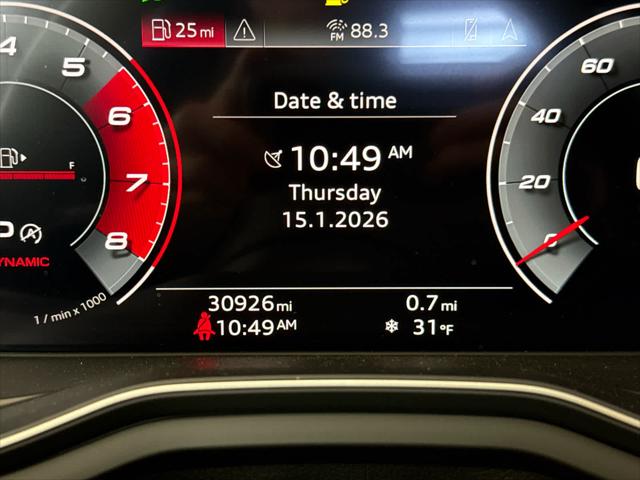 25 mi
FM 88.3
Date & time
10:49 AM
Thursday
15.1.2026
30926 mi
0.7 mi
10:49 AM
31°F
4
5
6
7
8
F
DYNAMIC
1 / min x 1000
60
40
20
0